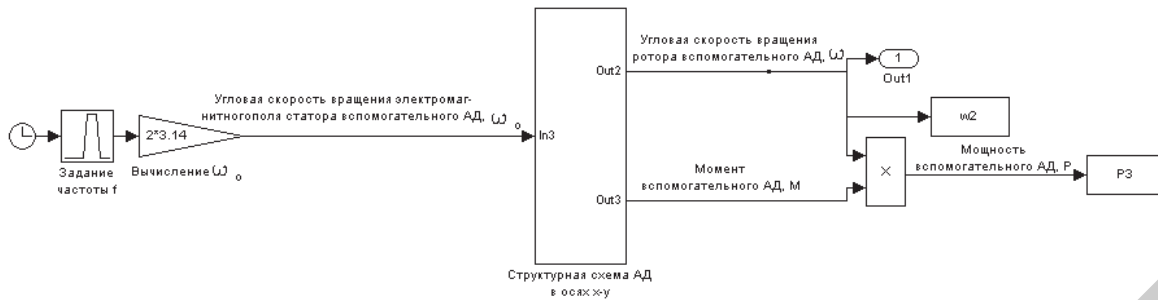 Угловая скорость вращения
ротора вспомогательного АД, ω
1
Out1
Out2
w2
Угловая скорость вращения электромаг-
нитногополя статора вспомогательного АД, ω о
2*3.14
In3
Задание
частоты f
Вычисление ω о
Момент
вспомогательного АД, М
×
Мощность
вспомогательного АД, Р
P3
Out3
Структурная схема АД
в осях х-у